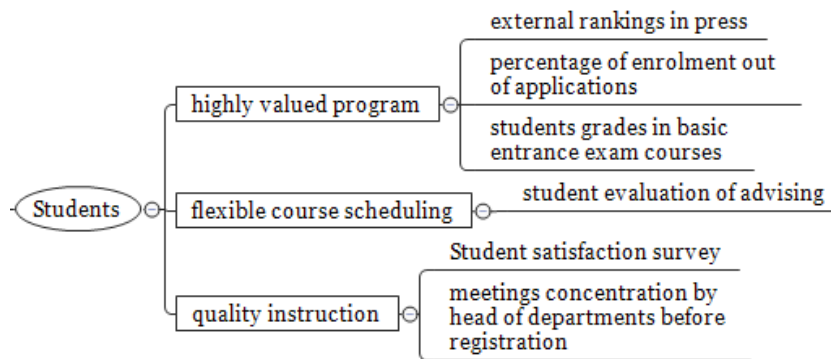 external rankings in press
percentage of enrolment out
of applications
highly valued program
students grades in basic
entrance exam courses
Students
flexible course scheduling
student evaluation of advising
Student satisfaction survey
quality instruction
meetings concentration by
head of departments before
registration